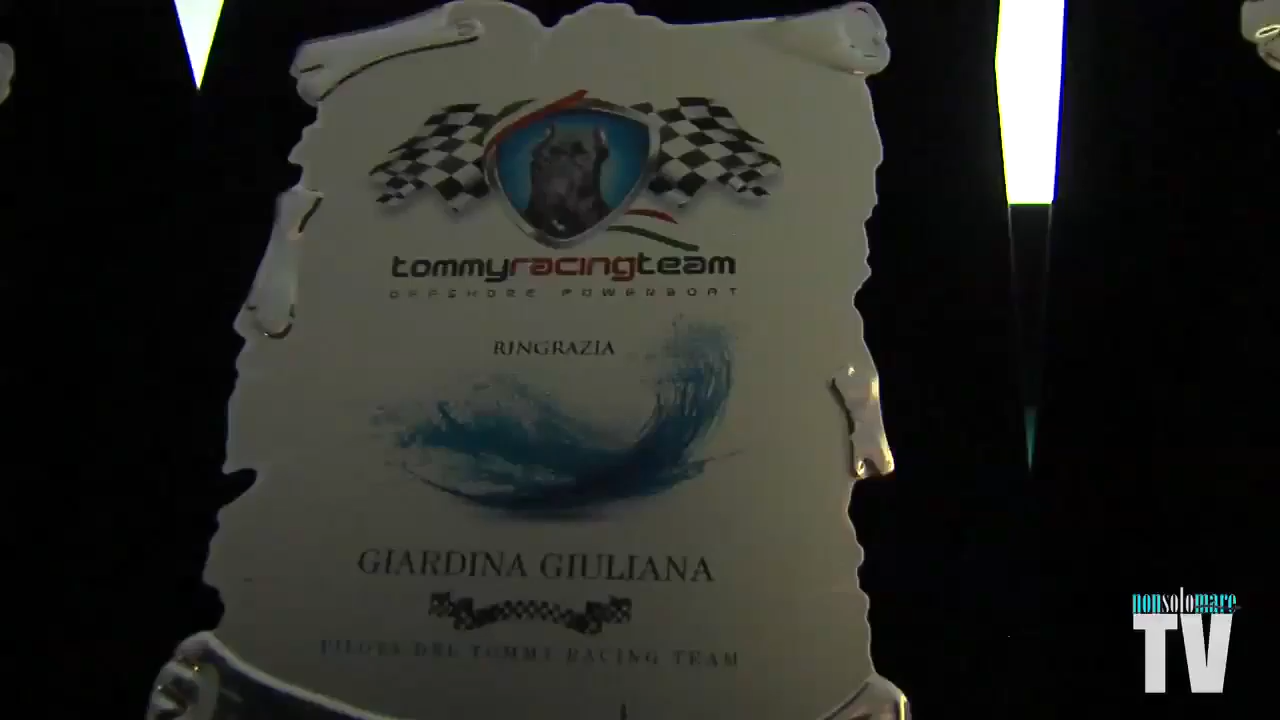 tommyracingteam
OFFSHORE POWERBOAT
RINGRAZIA
GIARDINA GIULIANA
PILOTA DEL TOMMY RACING TEAM
nonsolomare
TV